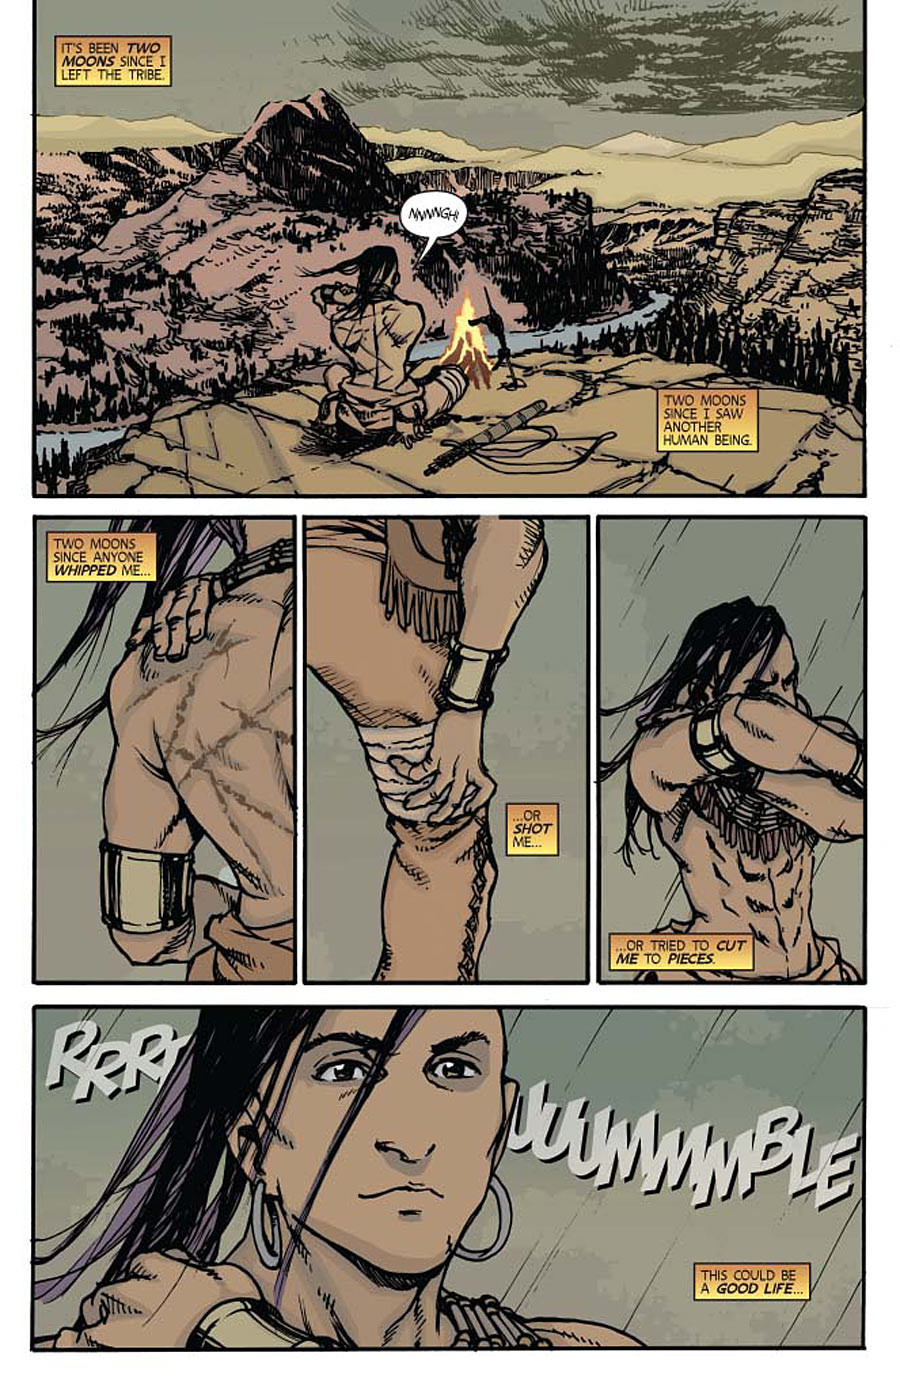 IT'S BEEN TWO
MOONS SINCE I
LEFT THE TRIBE.
NNNNGH!
TWO MOONS
SINCE I SAW
ANOTHER
HUMAN BEING.
TWO MOONS
SINCE ANYONE
WHIPPED ME...
...OR
SHOT
ME...
...OR TRIED TO CUT
ME TO PIECES.
RRRR
UUUUMMMMBLE
THIS COULD BE
A GOOD LIFE...